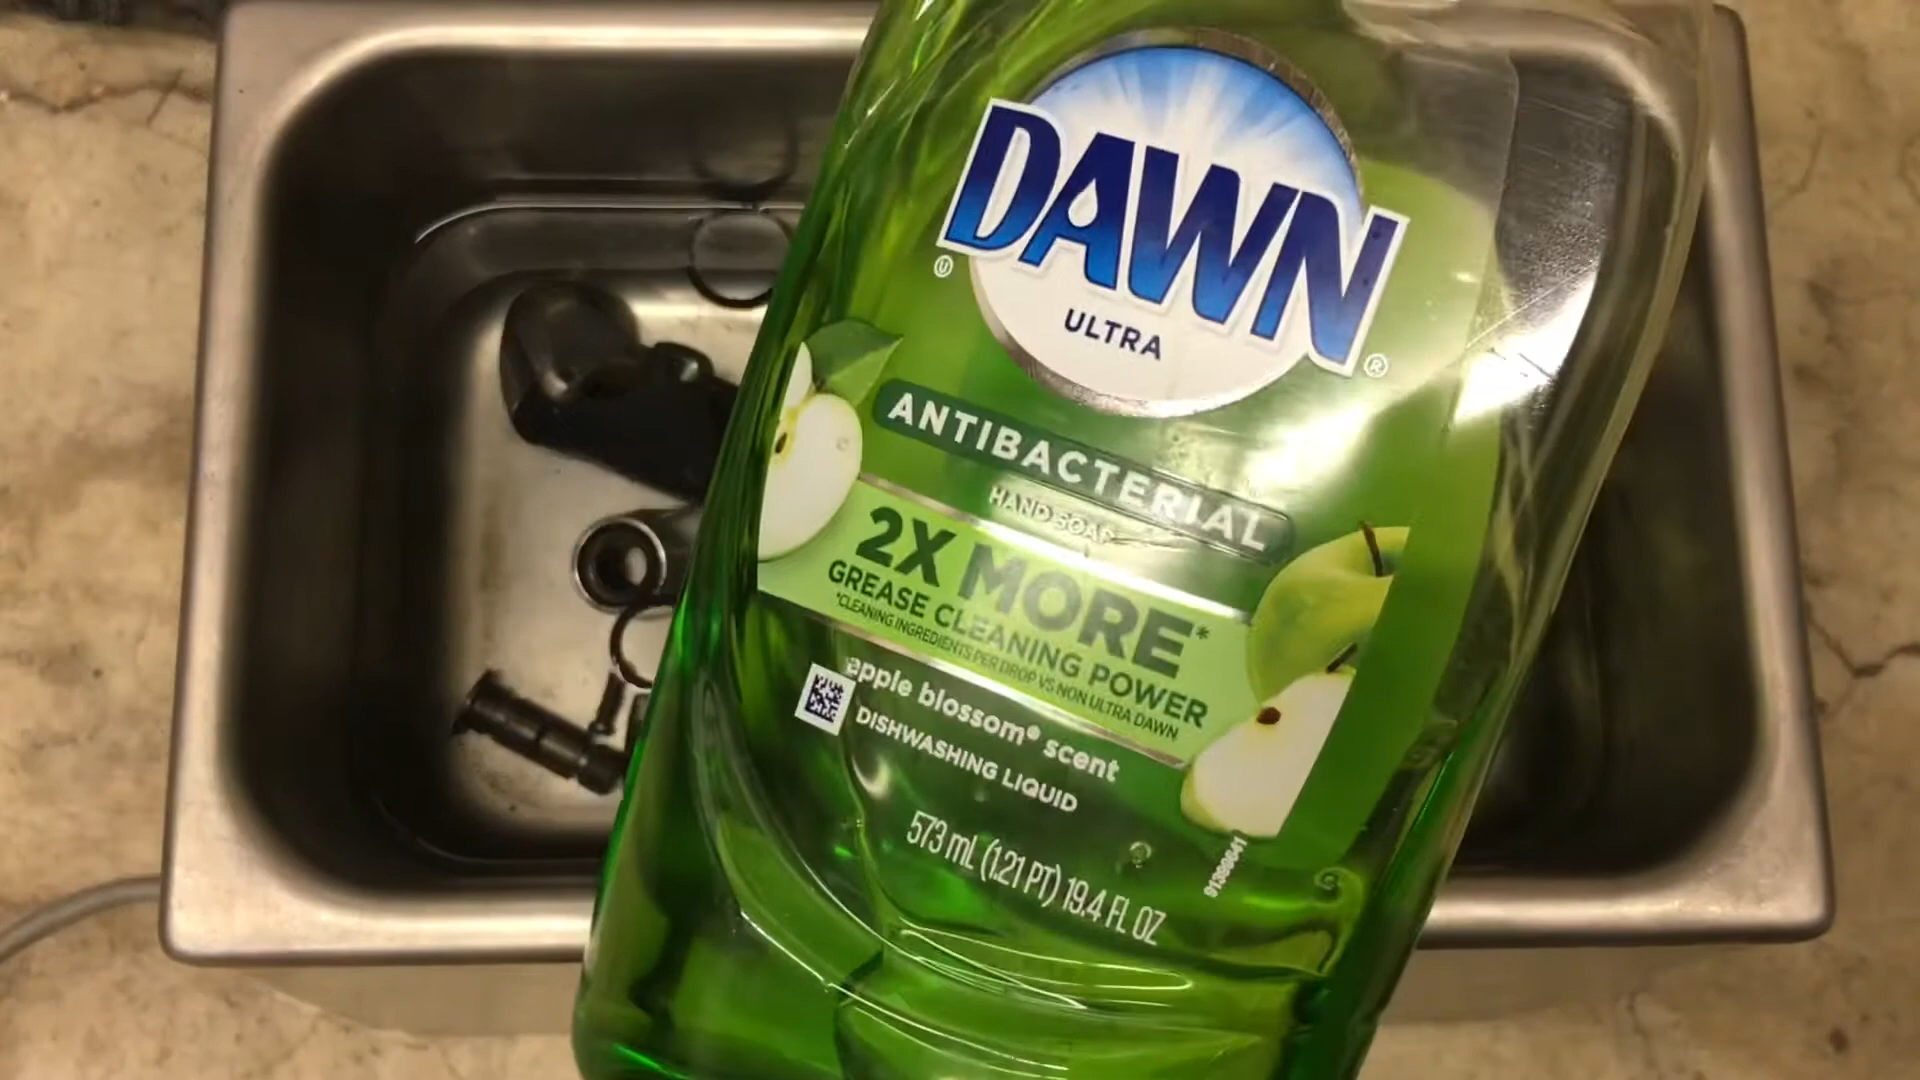 DAWN
ULTRA
ANTIBACTERIAL
HAND SOAP
2X MORE*
GREASE CLEANING POWER
*CLEANING INGREDIENTS PER DROP VS NON ULTRA DAWN
apple blossom® scent
DISHWASHING LIQUID
573 mL (1.21 PT) 19.4 FL OZ